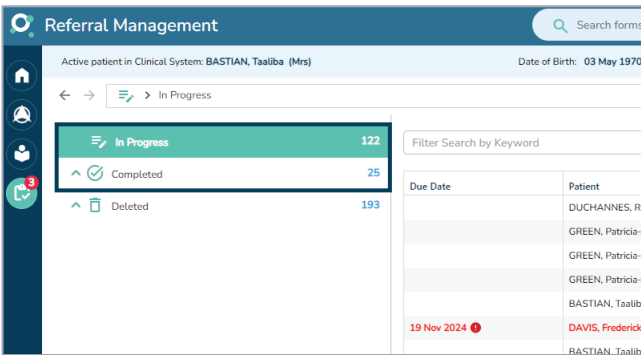 Referral Management
Search forms
Active patient in Clinical System: BASTIAN, Taaliba (Mrs)
Date of Birth: 03 May 1970
In Progress
In Progress 122
Completed 25
Deleted 193
3
Filter Search by Keyword
Due Date Patient
DUCHANNES, R
GREEN, Patricia-
GREEN, Patricia-
GREEN, Patricia-
BASTIAN, Taalib
19 Nov 2024 DAVIS, Frederick
BASTIAN, Taalib